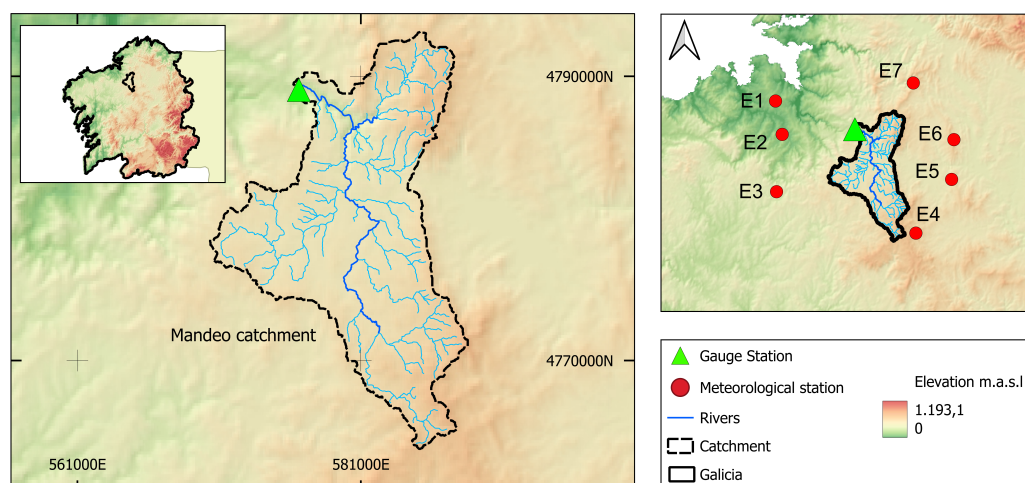 4790000N
Mandeo catchment
4770000N
561000E
581000E
E7
E1
E2
E6
E5
E3
E4
Gauge Station
Meteorological station
Elevation m.a.s.l
Rivers
1.193,1
0
Catchment
Galicia